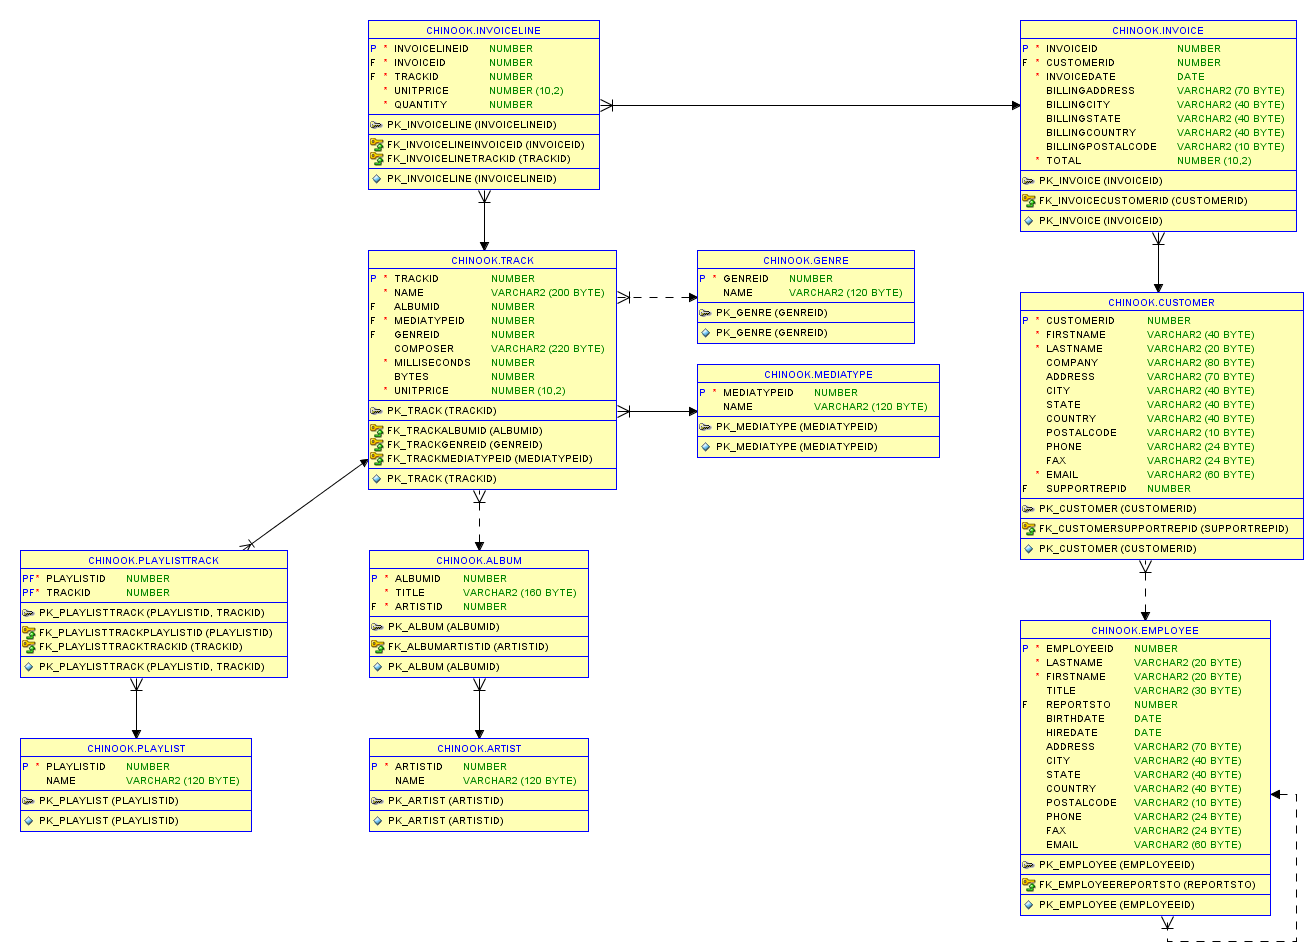 CHINOOK.INVOICELINE
P * INVOICELINEID NUMBER
F * INVOICEID NUMBER
F * TRACKID NUMBER
* UNITPRICE NUMBER (10,2)
* QUANTITY NUMBER
PK_INVOICELINE (INVOICELINEID)
FK_INVOICELINEINVOICEID (INVOICEID)
FK_INVOICELINETRACKID (TRACKID)
PK_INVOICELINE (INVOICELINEID)
CHINOOK.INVOICE
P * INVOICEID NUMBER
F * CUSTOMERID NUMBER
* INVOICEDATE DATE
BILLINGADDRESS VARCHAR2 (70 BYTE)
BILLINGCITY VARCHAR2 (40 BYTE)
BILLINGSTATE VARCHAR2 (40 BYTE)
BILLINGCOUNTRY VARCHAR2 (40 BYTE)
BILLINGPOSTALCODE VARCHAR2 (10 BYTE)
* TOTAL NUMBER (10,2)
PK_INVOICE (INVOICEID)
FK_INVOICECUSTOMERID (CUSTOMERID)
PK_INVOICE (INVOICEID)
CHINOOK.TRACK
P * TRACKID NUMBER
* NAME VARCHAR2 (200 BYTE)
F ALBUMID NUMBER
F * MEDIATYPEID NUMBER
F GENREID NUMBER
COMPOSER VARCHAR2 (220 BYTE)
* MILLISECONDS NUMBER
BYTES NUMBER
* UNITPRICE NUMBER (10,2)
PK_TRACK (TRACKID)
FK_TRACKALBUMID (ALBUMID)
FK_TRACKGENREID (GENREID)
FK_TRACKMEDIATYPEID (MEDIATYPEID)
PK_TRACK (TRACKID)
CHINOOK.GENRE
P * GENREID NUMBER
NAME VARCHAR2 (120 BYTE)
PK_GENRE (GENREID)
PK_GENRE (GENREID)
CHINOOK.MEDIATYPE
P * MEDIATYPEID NUMBER
NAME VARCHAR2 (120 BYTE)
PK_MEDIATYPE (MEDIATYPEID)
PK_MEDIATYPE (MEDIATYPEID)
CHINOOK.CUSTOMER
P * CUSTOMERID NUMBER
* FIRSTNAME VARCHAR2 (40 BYTE)
* LASTNAME VARCHAR2 (20 BYTE)
COMPANY VARCHAR2 (80 BYTE)
ADDRESS VARCHAR2 (70 BYTE)
CITY VARCHAR2 (40 BYTE)
STATE VARCHAR2 (40 BYTE)
COUNTRY VARCHAR2 (40 BYTE)
POSTALCODE VARCHAR2 (10 BYTE)
PHONE VARCHAR2 (24 BYTE)
FAX VARCHAR2 (24 BYTE)
* EMAIL VARCHAR2 (60 BYTE)
F SUPPORTREPID NUMBER
PK_CUSTOMER (CUSTOMERID)
FK_CUSTOMERSUPPORTREPID (SUPPORTREPID)
PK_CUSTOMER (CUSTOMERID)
CHINOOK.PLAYLISTTRACK
PF* PLAYLISTID NUMBER
PF* TRACKID NUMBER
PK_PLAYLISTTRACK (PLAYLISTID, TRACKID)
FK_PLAYLISTTRACKPLAYLISTID (PLAYLISTID)
FK_PLAYLISTTRACKTRACKID (TRACKID)
PK_PLAYLISTTRACK (PLAYLISTID, TRACKID)
CHINOOK.ALBUM
P * ALBUMID NUMBER
* TITLE VARCHAR2 (160 BYTE)
F * ARTISTID NUMBER
PK_ALBUM (ALBUMID)
FK_ALBUMARTISTID (ARTISTID)
PK_ALBUM (ALBUMID)
CHINOOK.EMPLOYEE
P * EMPLOYEEID NUMBER
* LASTNAME VARCHAR2 (20 BYTE)
* FIRSTNAME VARCHAR2 (20 BYTE)
TITLE VARCHAR2 (30 BYTE)
F REPORTSTO NUMBER
BIRTHDATE DATE
HIREDATE DATE
ADDRESS VARCHAR2 (70 BYTE)
CITY VARCHAR2 (40 BYTE)
STATE VARCHAR2 (40 BYTE)
COUNTRY VARCHAR2 (40 BYTE)
POSTALCODE VARCHAR2 (10 BYTE)
PHONE VARCHAR2 (24 BYTE)
FAX VARCHAR2 (24 BYTE)
EMAIL VARCHAR2 (60 BYTE)
PK_EMPLOYEE (EMPLOYEEID)
FK_EMPLOYEEREPORTSTO (REPORTSTO)
PK_EMPLOYEE (EMPLOYEEID)
CHINOOK.PLAYLIST
P * PLAYLISTID NUMBER
NAME VARCHAR2 (120 BYTE)
PK_PLAYLIST (PLAYLISTID)
PK_PLAYLIST (PLAYLISTID)
CHINOOK.ARTIST
P * ARTISTID NUMBER
NAME VARCHAR2 (120 BYTE)
PK_ARTIST (ARTISTID)
PK_ARTIST (ARTISTID)